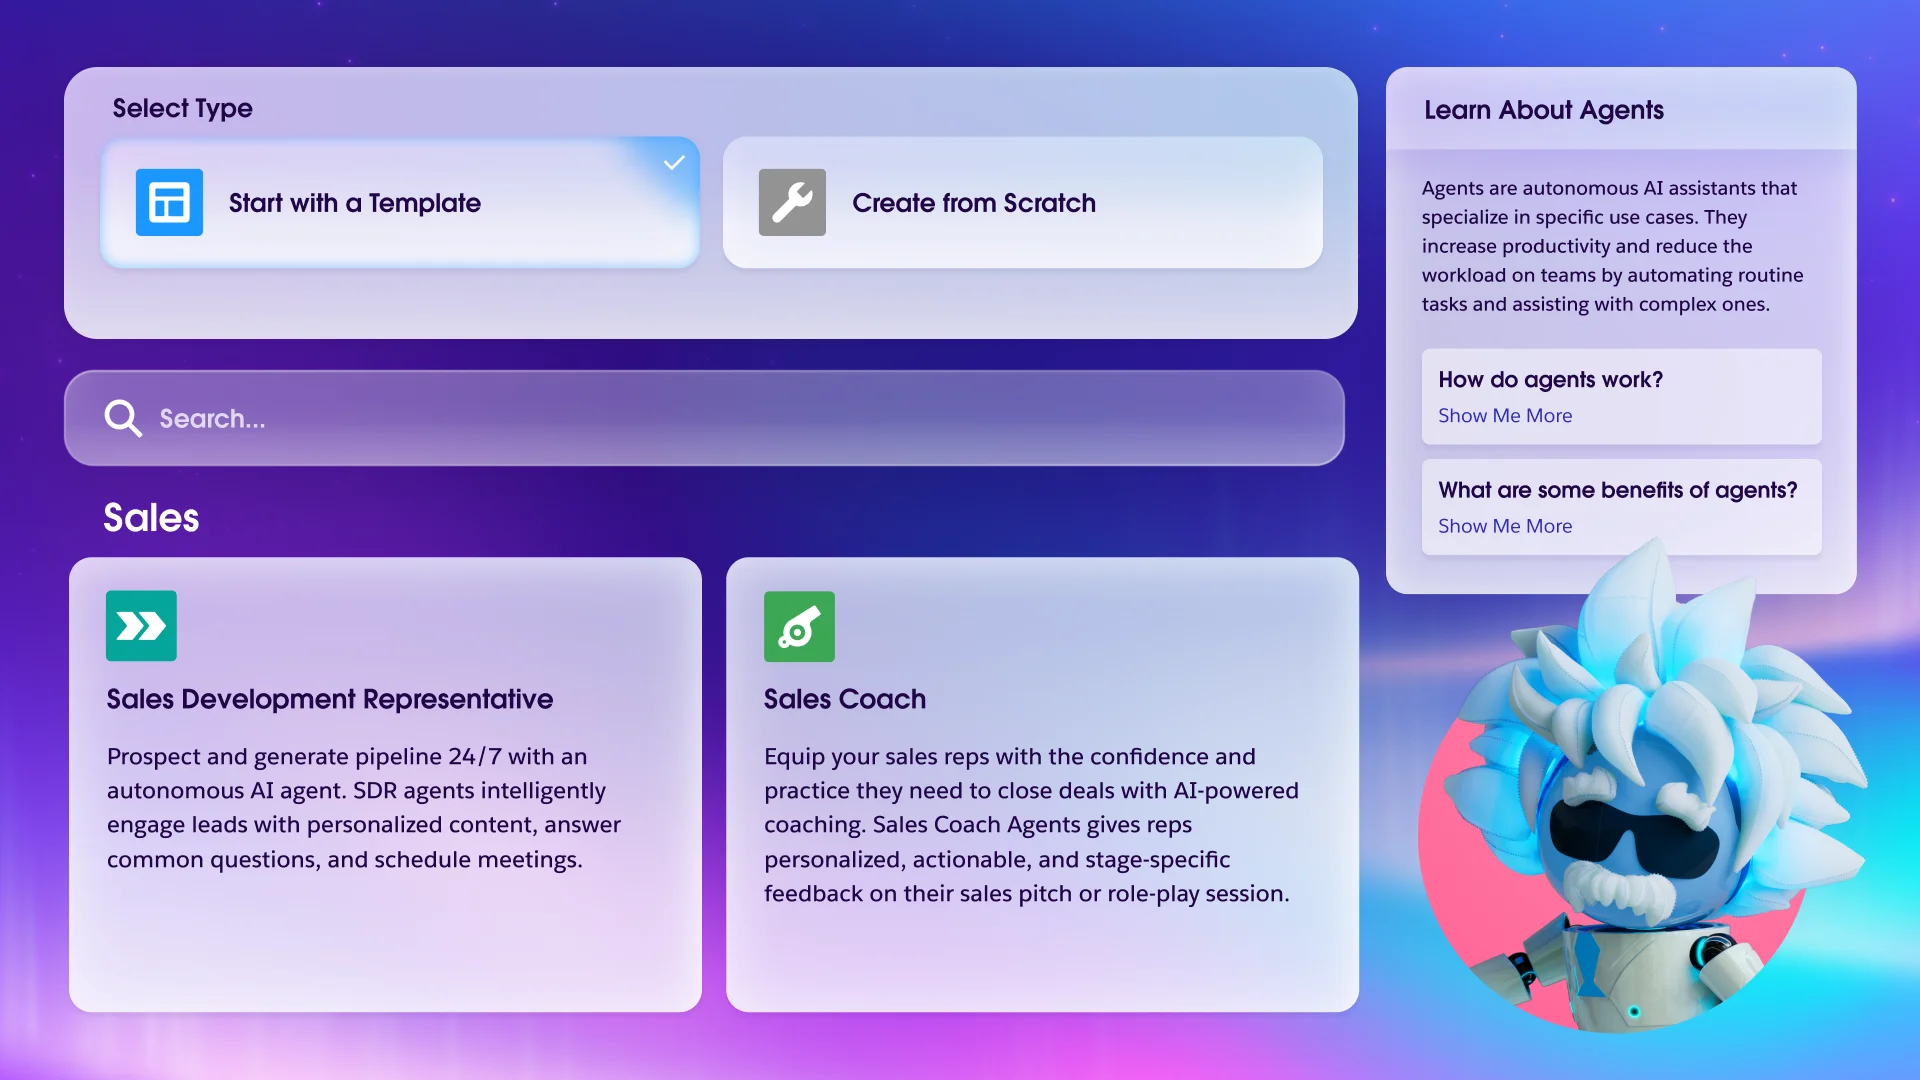 Select Type
Start with a Template
Create from Scratch
Search...
Sales
Sales Development Representative
Prospect and generate pipeline 24/7 with an
autonomous AI agent. SDR agents intelligently
engage leads with personalized content, answer
common questions, and schedule meetings.
Sales Coach
Equip your sales reps with the confidence and
practice they need to close deals with AI-powered
coaching. Sales Coach Agents gives reps
personalized, actionable, and stage-specific
feedback on their sales pitch or role-play session.
Learn About Agents
Agents are autonomous AI assistants that
specialize in specific use cases. They
increase productivity and reduce the
workload on teams by automating routine
tasks and assisting with complex ones.
How do agents work?
Show Me More
What are some benefits of agents?
Show Me More